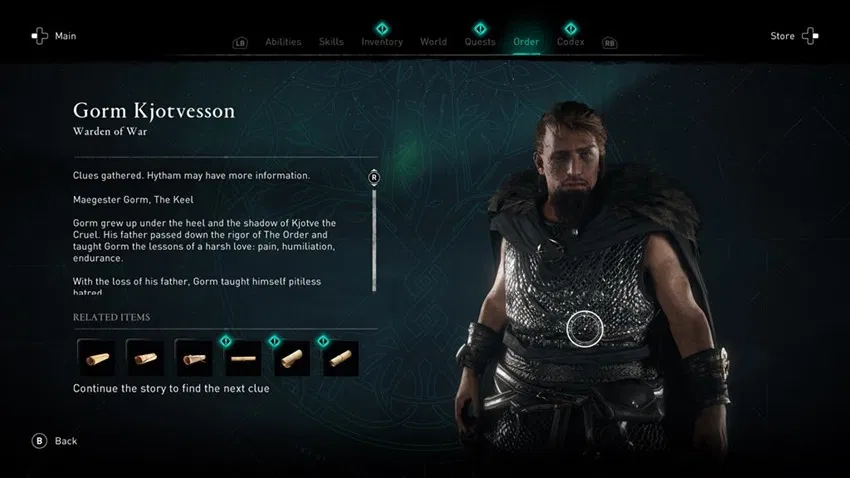 Main
LB Abilities Skills Inventory World Quests Order Codex RB
Store
Gorm Kjotvesson
Warden of War
Clues gathered. Hytham may have more information.
R
Maegester Gorm, The Keel
Gorm grew up under the heel and the shadow of Kjotve the
Cruel. His father passed down the rigor of The Order and
taught Gorm the lessons of a harsh love: pain, humiliation,
endurance.
With the loss of his father, Gorm taught himself pitiless
hatred
RELATED ITEMS
Continue the story to find the next clue
B Back